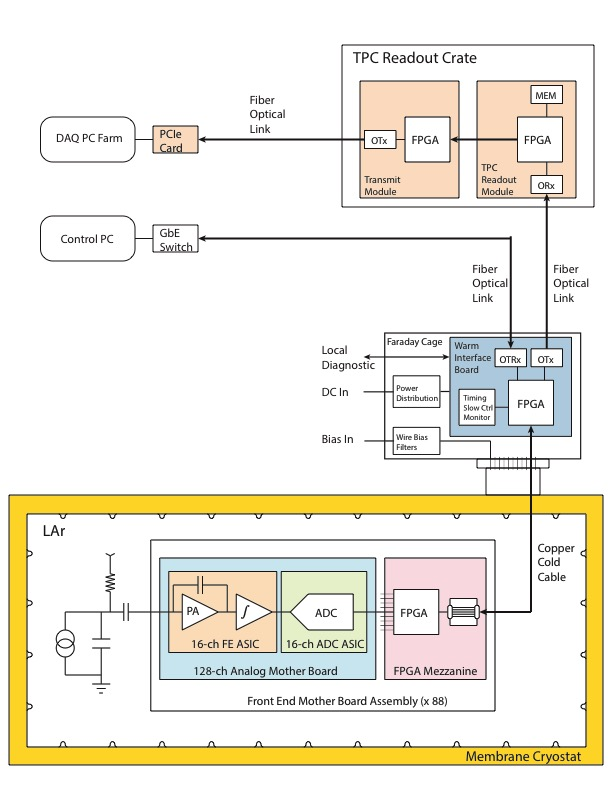 TPC Readout Crate
MEM
Fiber
Optical
Link
DAQ PC Farm
PCIe
Card
OTx
FPGA
FPGA
Transmit
Module
TPC
Readout
Module
ORx
Control PC
GbE
Switch
Fiber
Optical
Link
Fiber
Optical
Link
Faraday Cage
Warm
Interface
Board
OTRx
OTx
Local
Diagnostic
DC In
Power
Distribution
Timing
Slow Ctrl
Monitor
FPGA
Bias In
Wire Bias
Filters
LAr
Copper
Cold
Cable
PA
∫
ADC
FPGA
16-ch FE ASIC
16-ch ADC ASIC
128-ch Analog Mother Board
FPGA Mezzanine
Front End Mother Board Assembly (x 88)
Membrane Cryostat